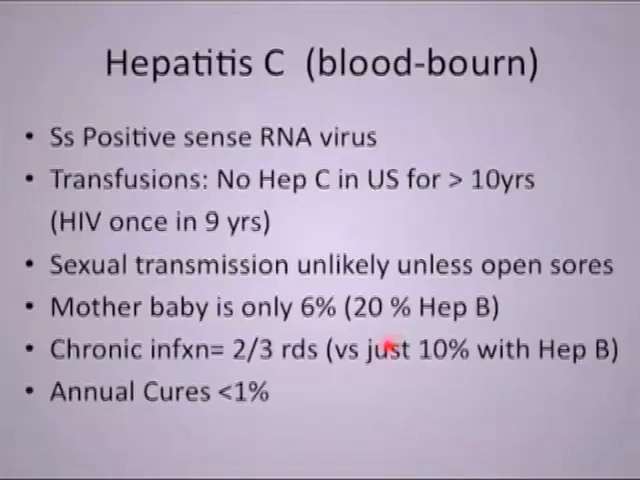 Hepatitis C (blood-bourn)
• Ss Positive sense RNA virus
• Transfusions: No Hep C in US for > 10yrs
(HIV once in 9 yrs)
• Sexual transmission unlikely unless open sores
• Mother baby is only 6% (20 % Hep B)
• Chronic infxn= 2/3 rds (vs just 10% with Hep B)
• Annual Cures <1%